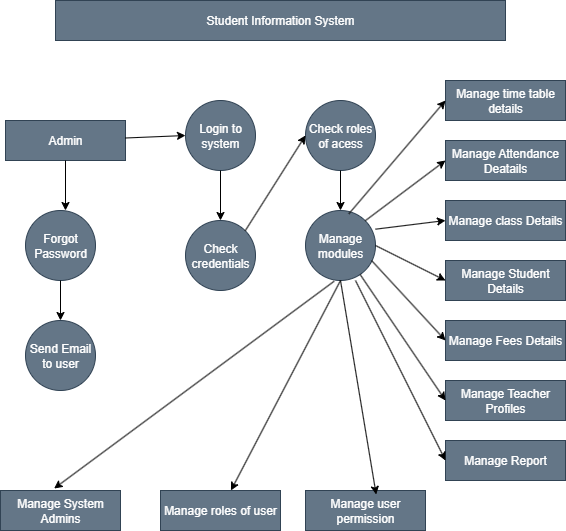 Student Information System
Admin
Login to
system
Check roles
of acess
Forgot
Password
Check
credentials
Manage
modules
Send Email
to user
Manage time table
details
Manage Attendance
Deatails
Manage class Details
Manage Student
Details
Manage Fees Details
Manage Teacher
Profiles
Manage Report
Manage System
Admins
Manage roles of user
Manage user
permission